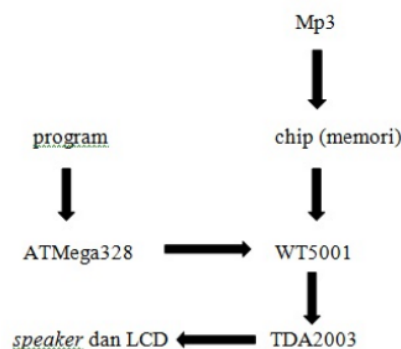 Mp3
program chip (memori)
ATMega328 WT5001
speaker dan LCD TDA2003